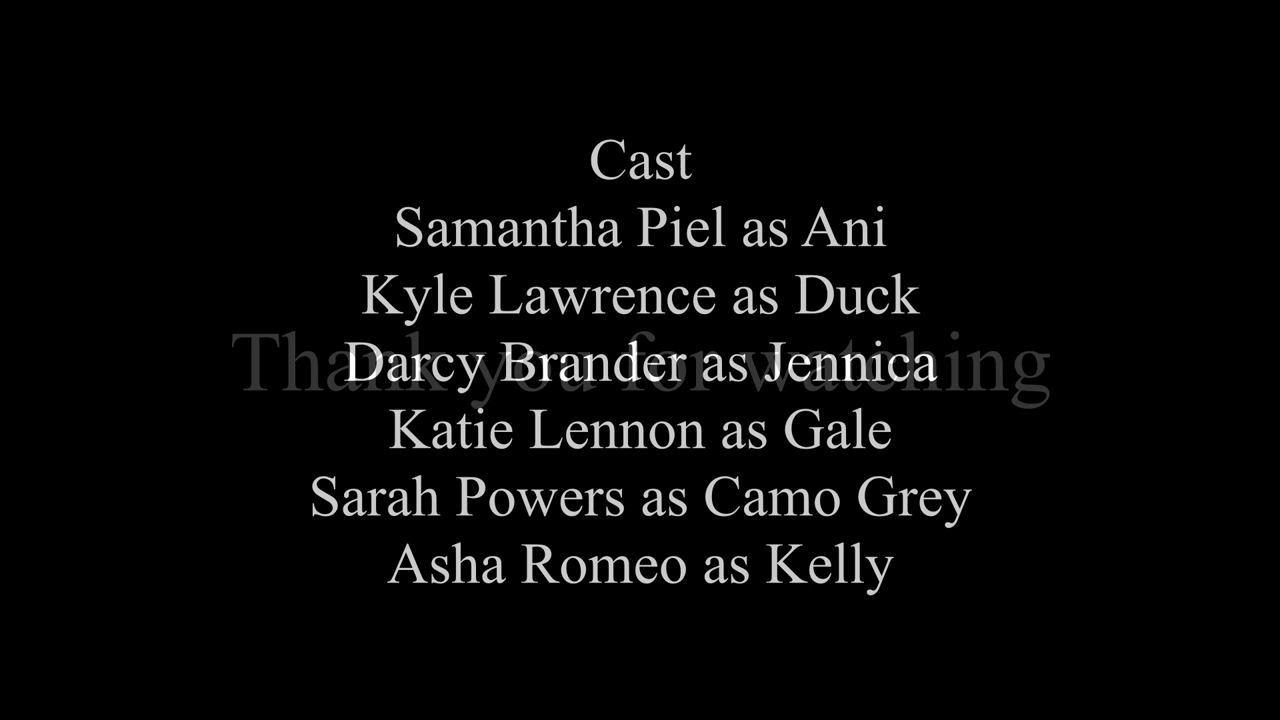 Cast
Samantha Piel as Ani
Kyle Lawrence as Duck
Thank you for watching
Darcy Brander as Jennica
Katie Lennon as Gale
Sarah Powers as Camo Grey
Asha Romeo as Kelly